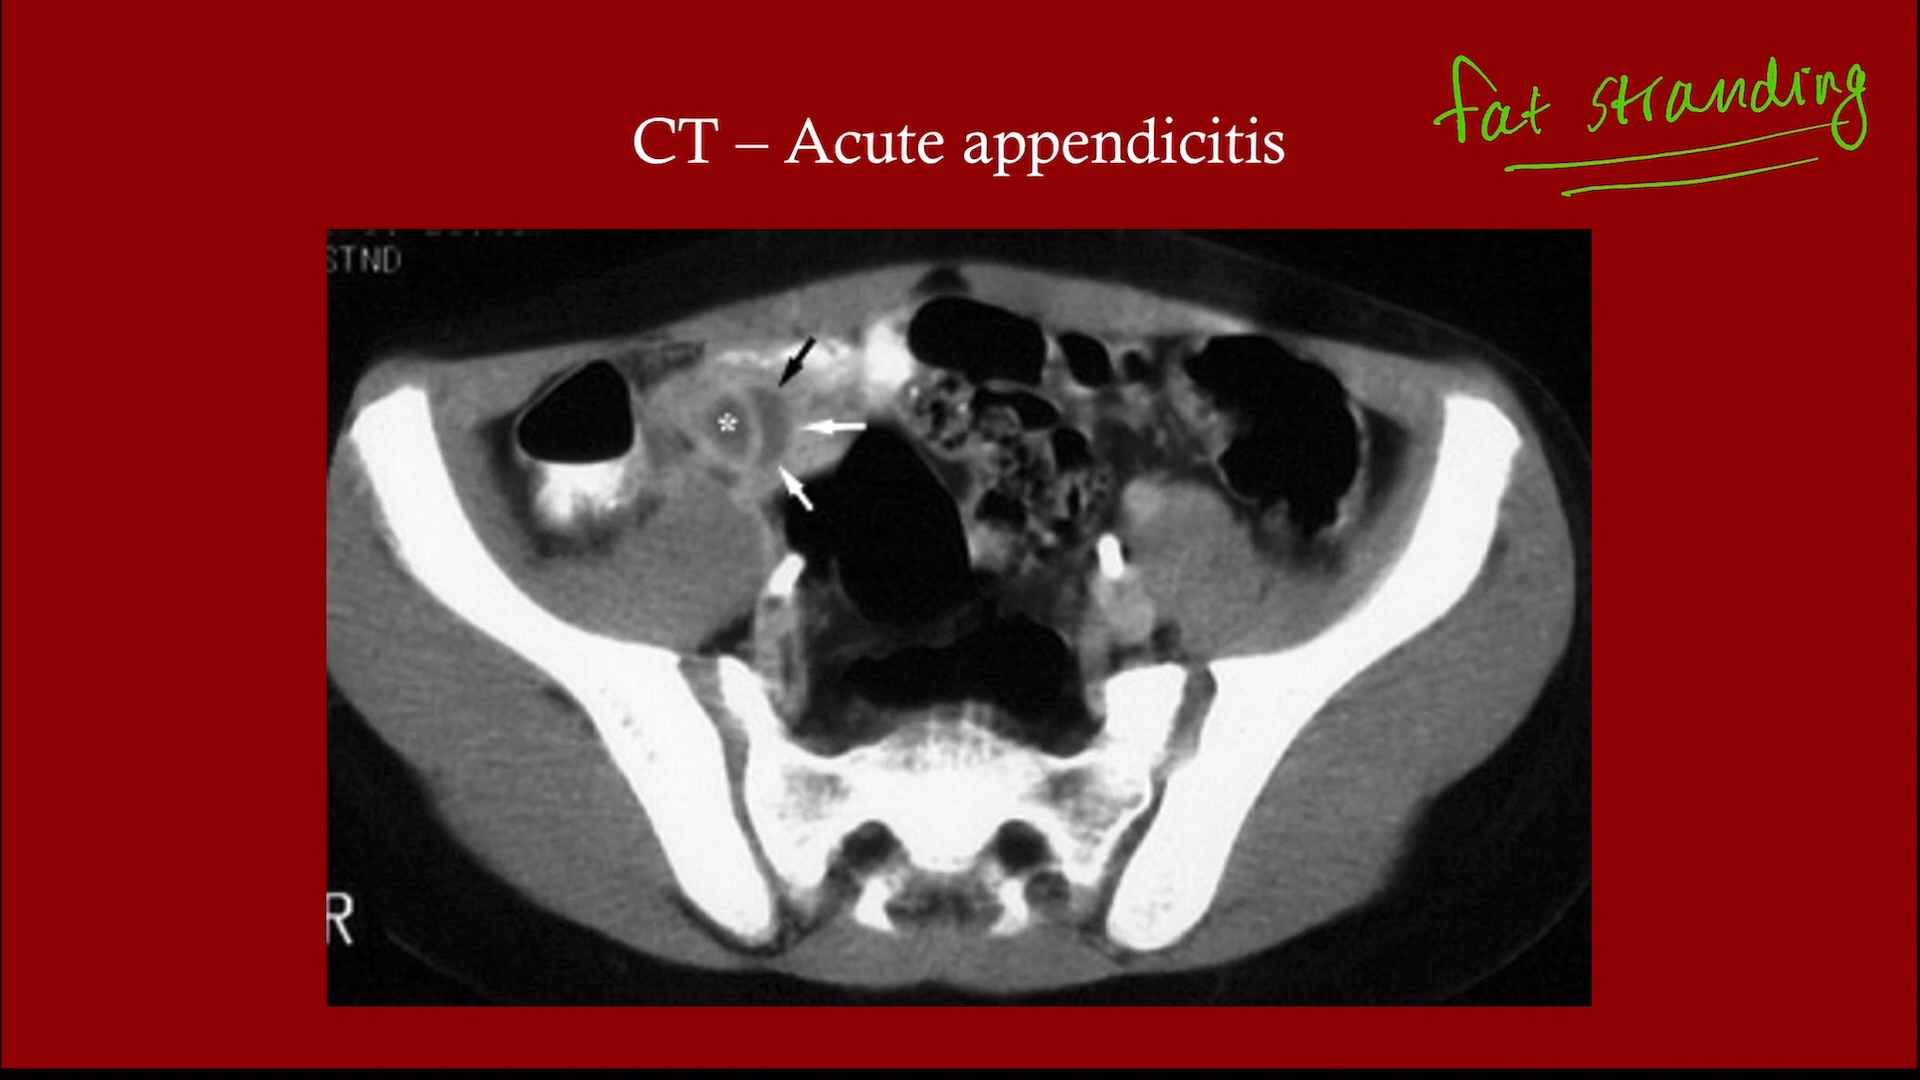 fat stranding
CT – Acute appendicitis
STND
*
R